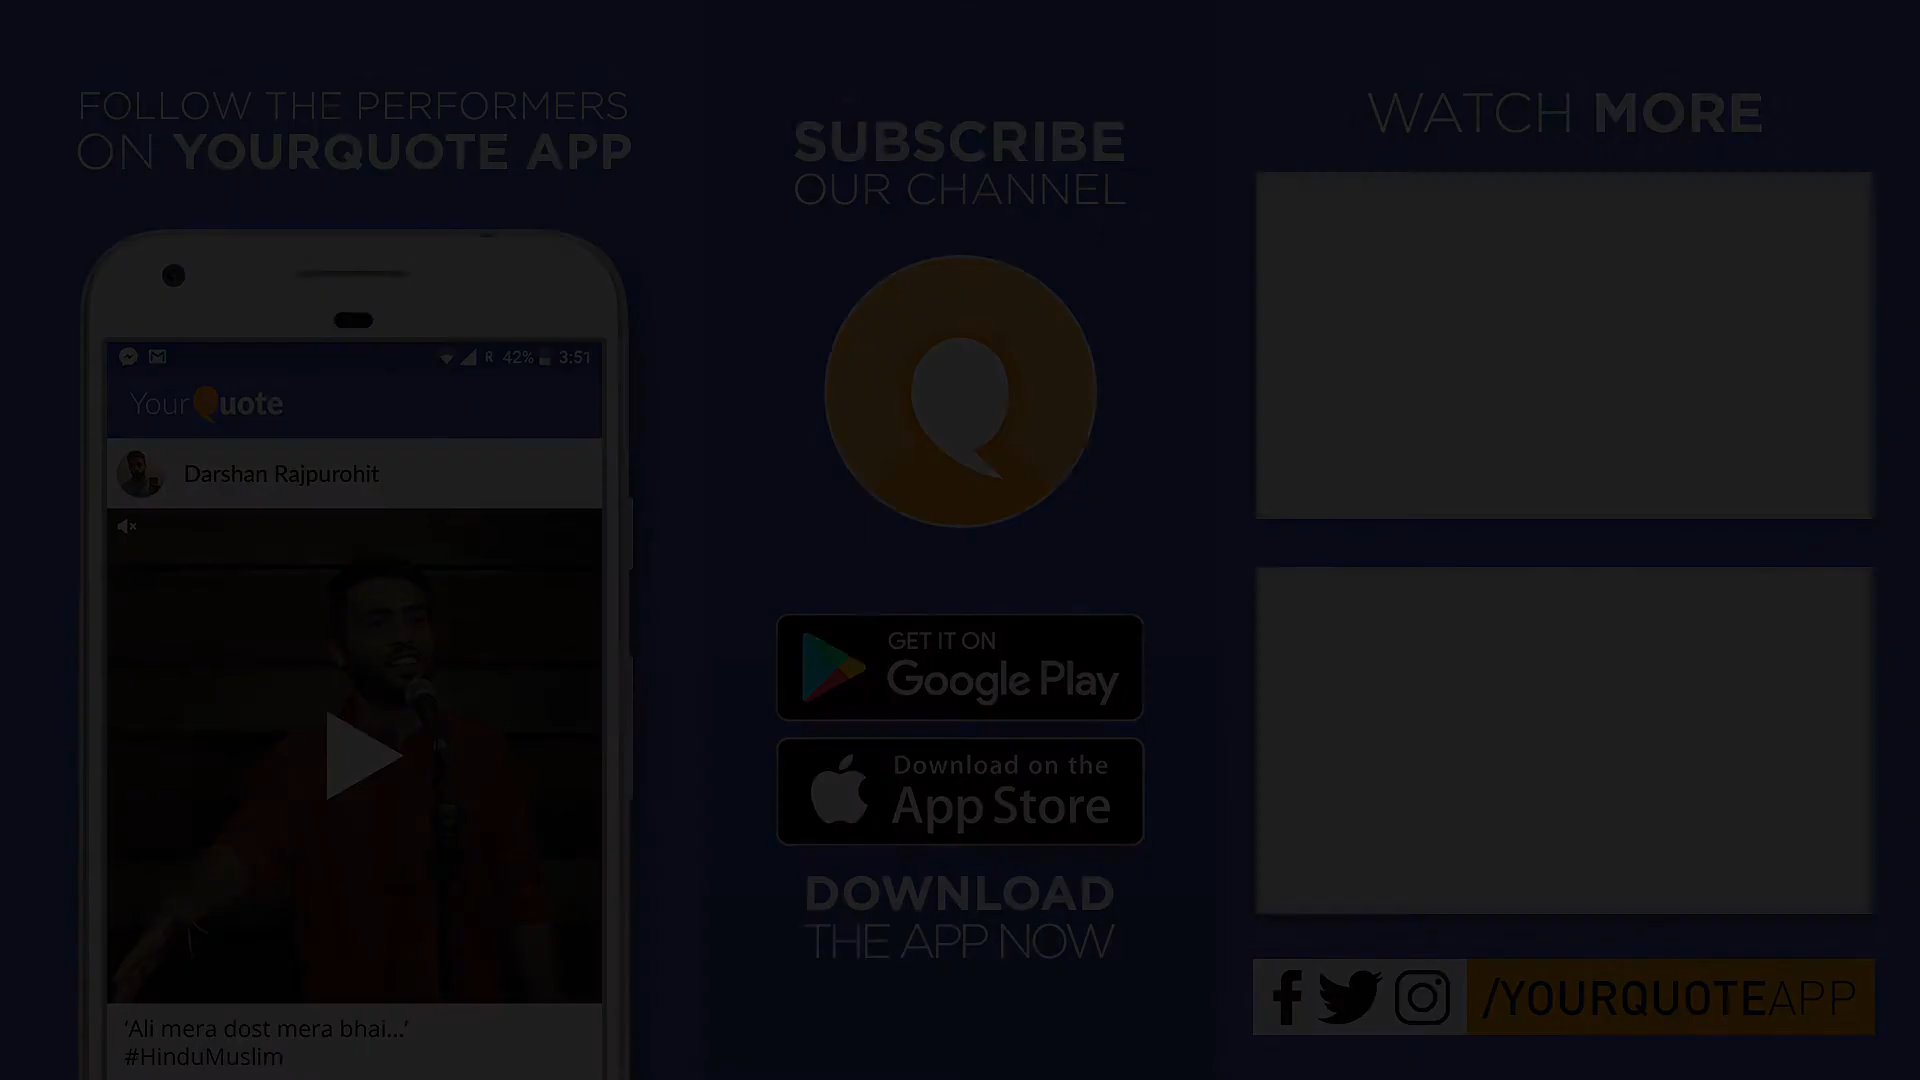 FOLLOW THE PERFORMERS
ON YOURQUOTE APP
R 42% 3:51
YourQuote
Darshan Rajpurohit
'Ali mera dost mera bhai...'
#HinduMuslim
SUBSCRIBE
OUR CHANNEL
GET IT ON
Google Play
Download on the
App Store
DOWNLOAD
THE APP NOW
WATCH MORE
/YOURQUOTEAPP